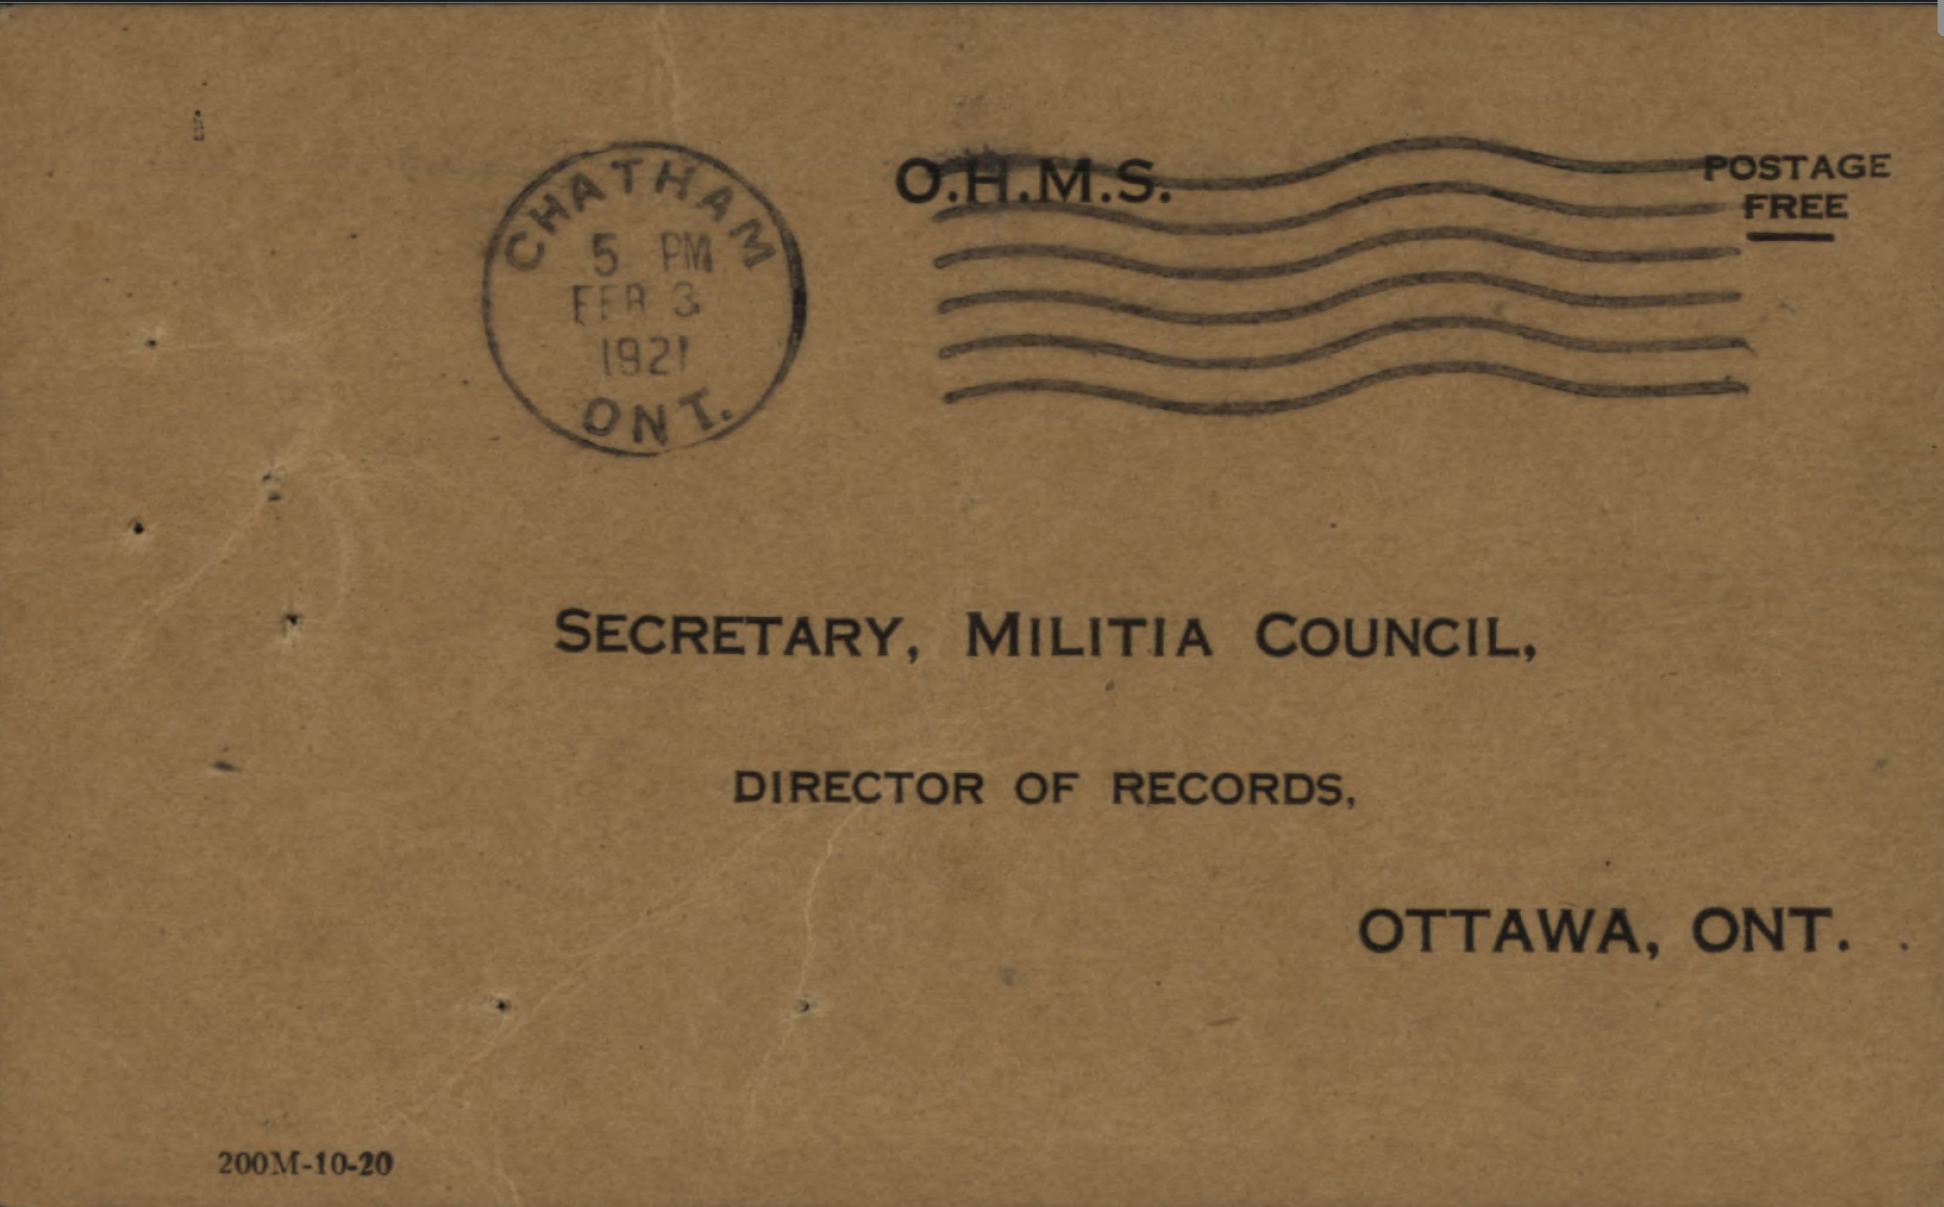 CHATHAM
5 PM
FEB 3
1921
ONT.
O.H.M.S.
POSTAGE
FREE
SECRETARY, MILITIA COUNCIL,
DIRECTOR OF RECORDS,
OTTAWA, ONT.
200M-10-20